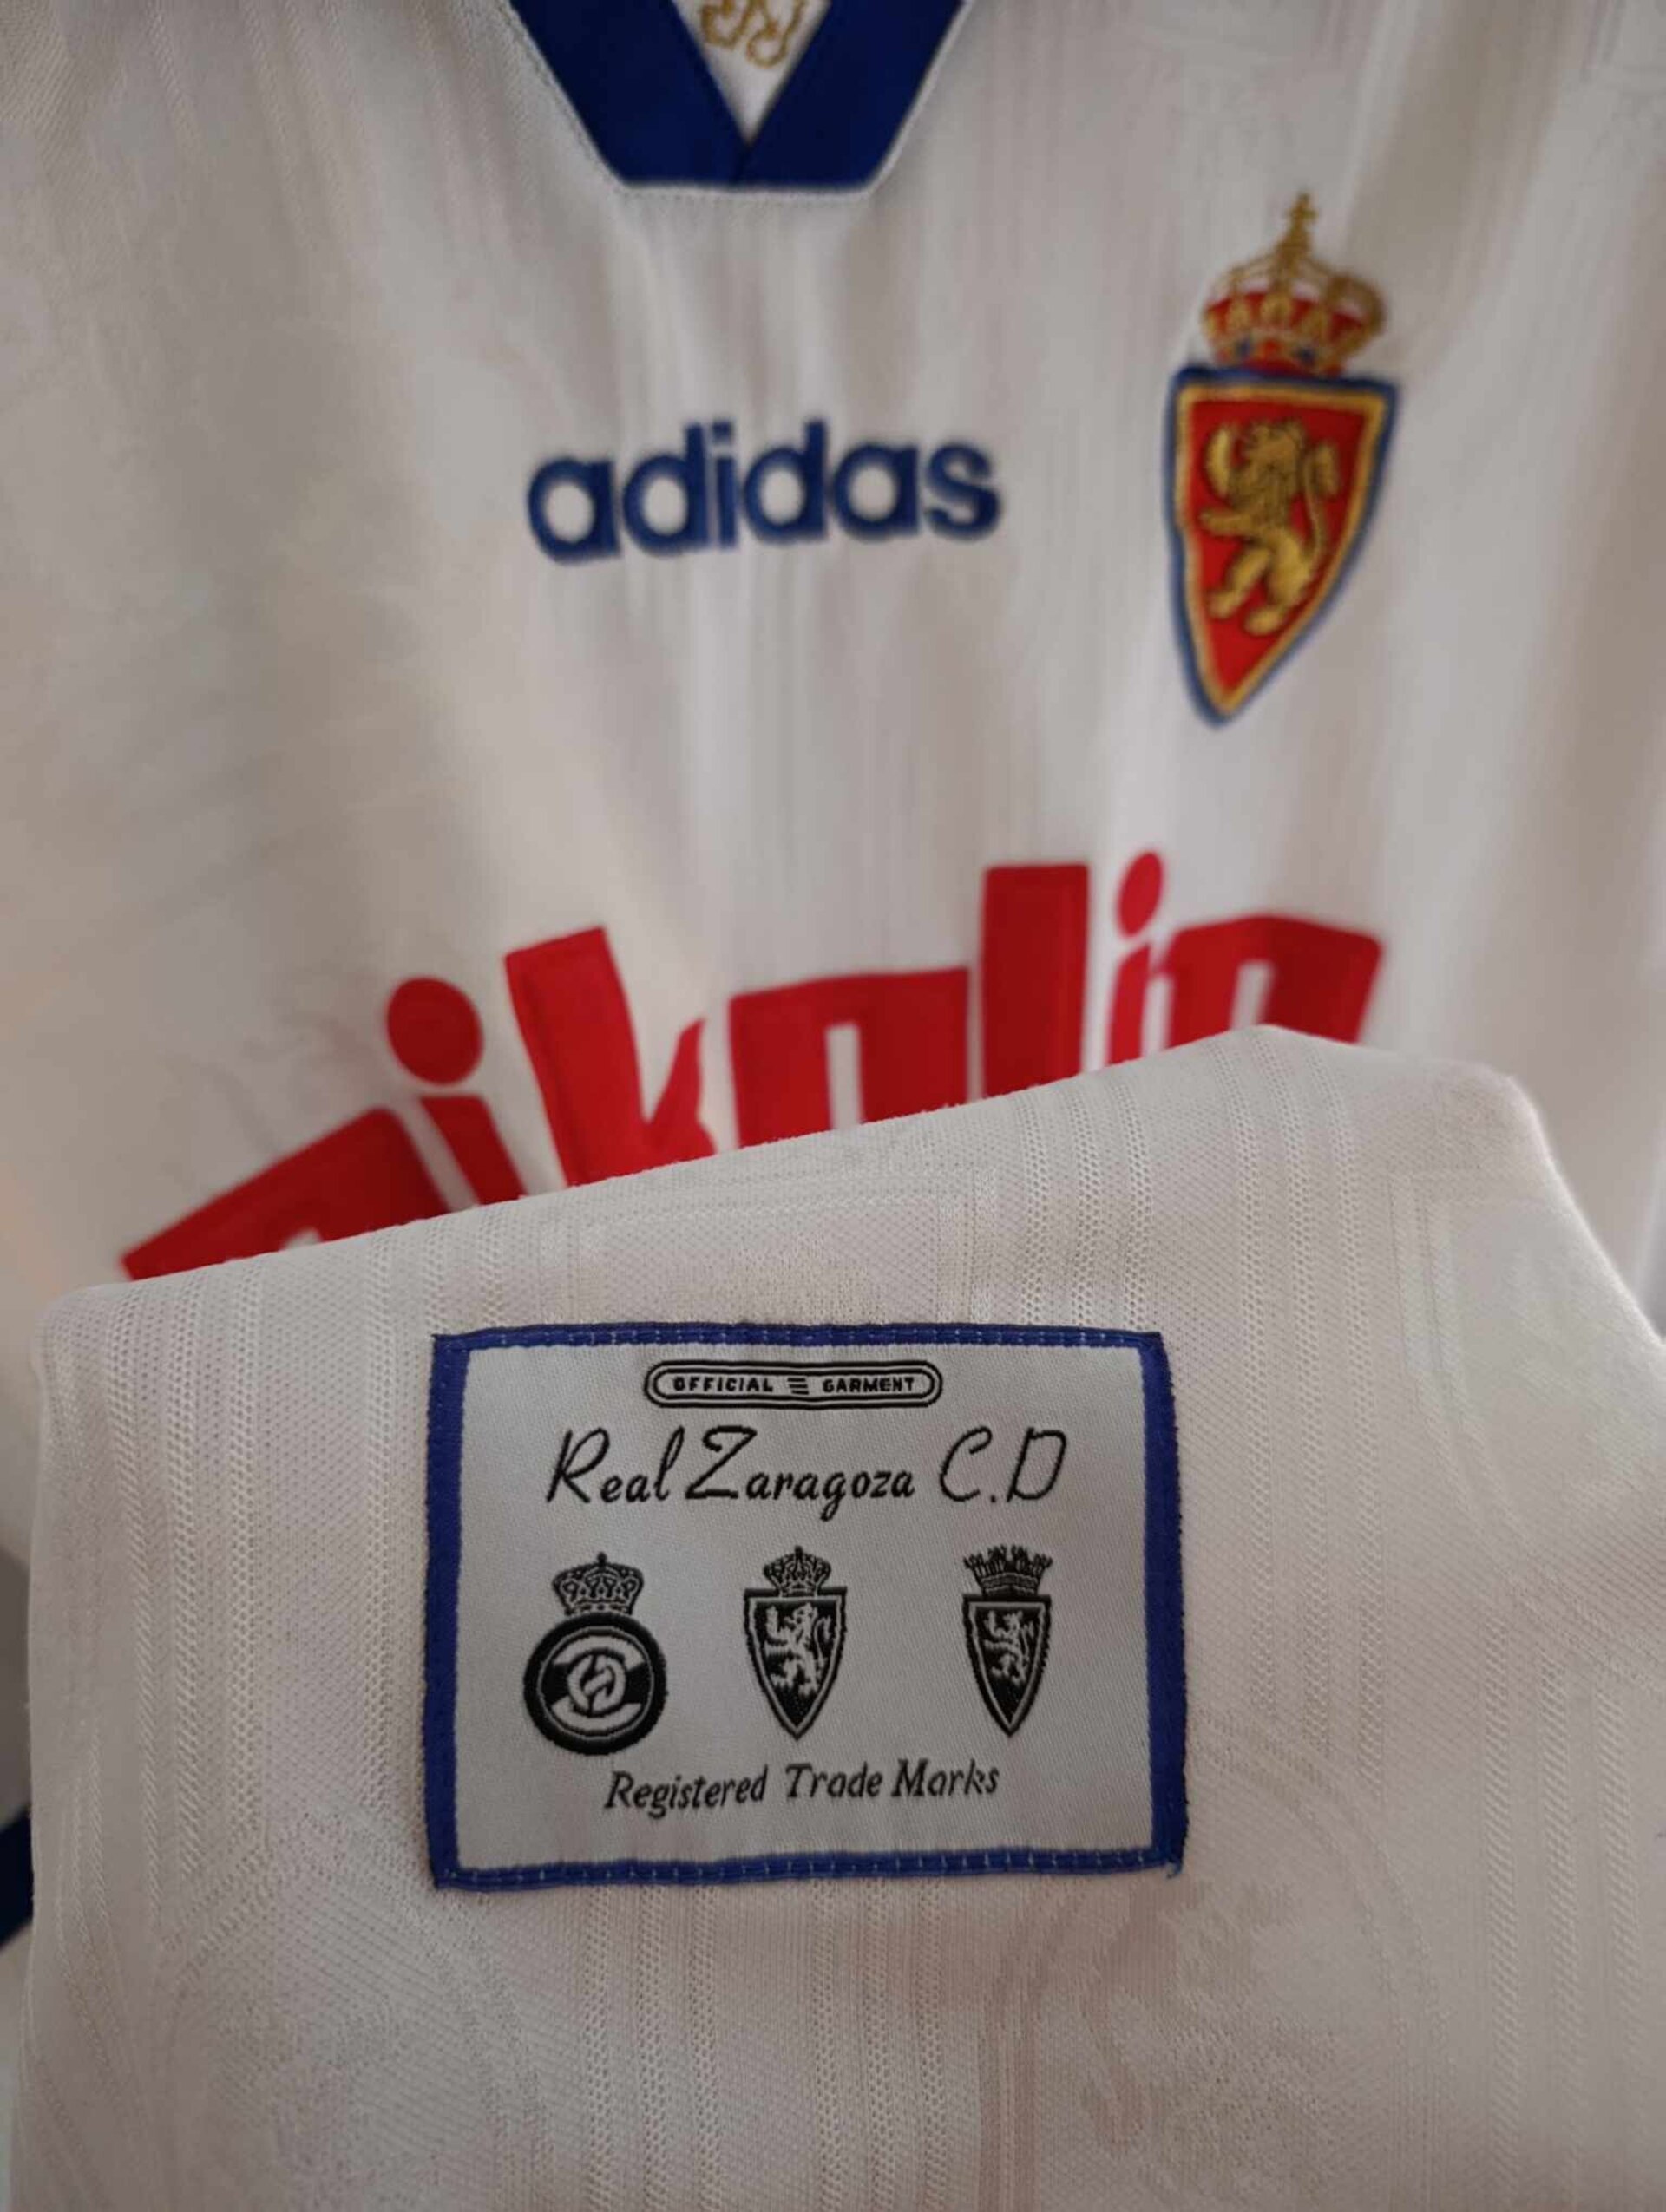 adidas
OFFICIAL GARMENT
Real Zaragoza C.D
Registered Trade Marks